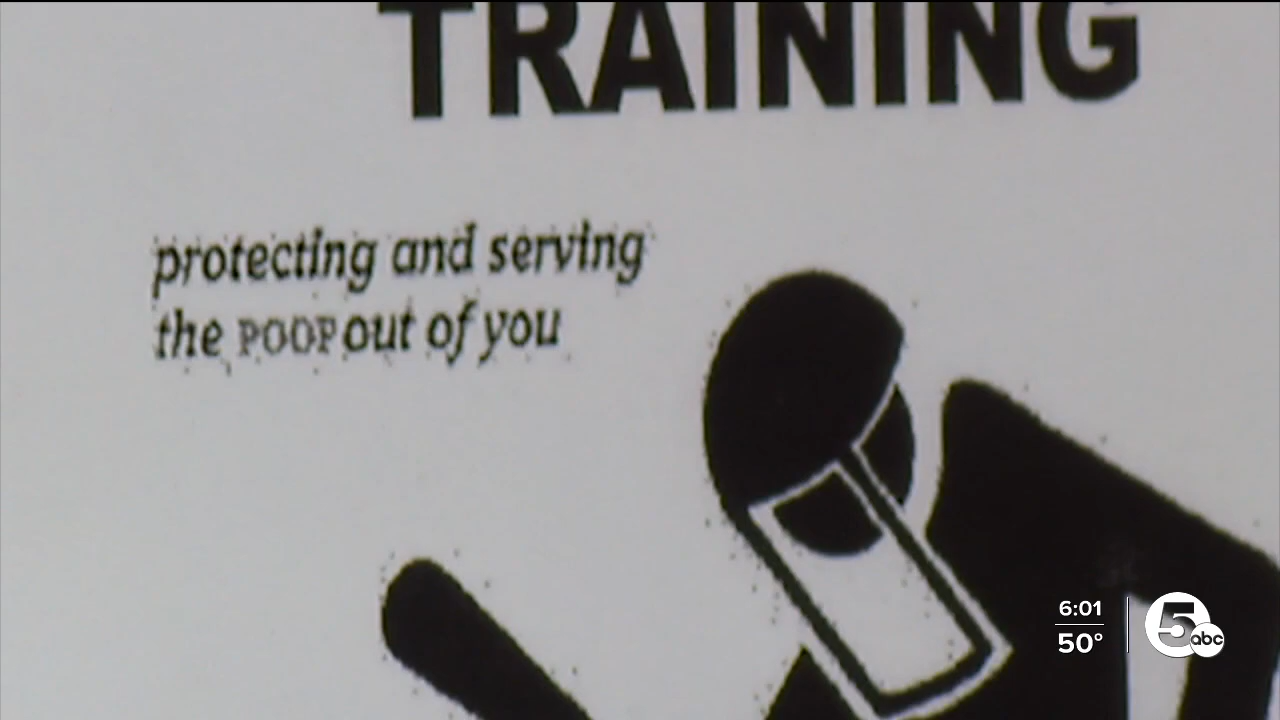 TRAINING
protecting and serving
the POOP out of you
6:01
50°
5
abc